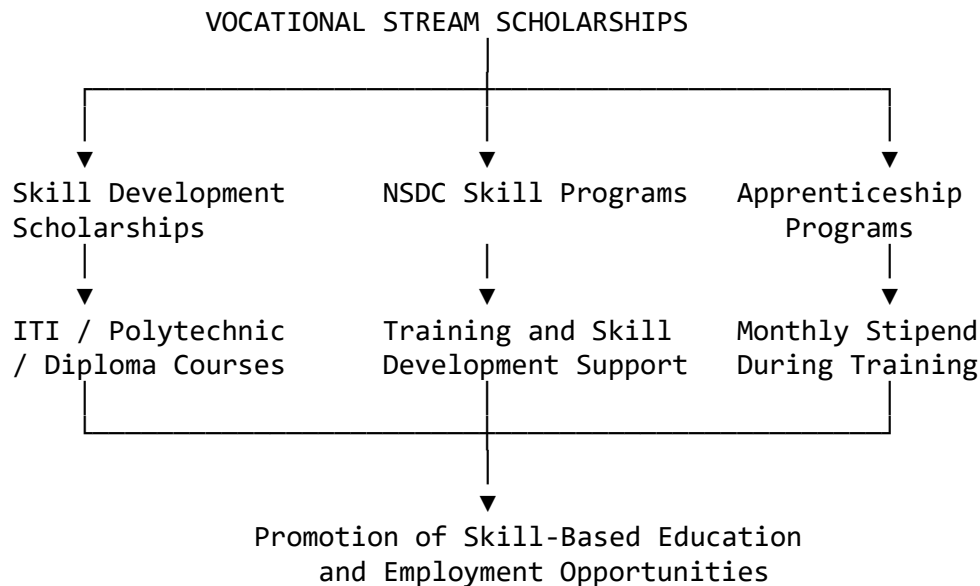 VOCATIONAL STREAM SCHOLARSHIPS
Skill Development
Scholarships
NSDC Skill Programs
Apprenticeship
Programs
ITI / Polytechnic
/ Diploma Courses
Training and Skill
Development Support
Monthly Stipend
During Training
Promotion of Skill-Based Education
and Employment Opportunities